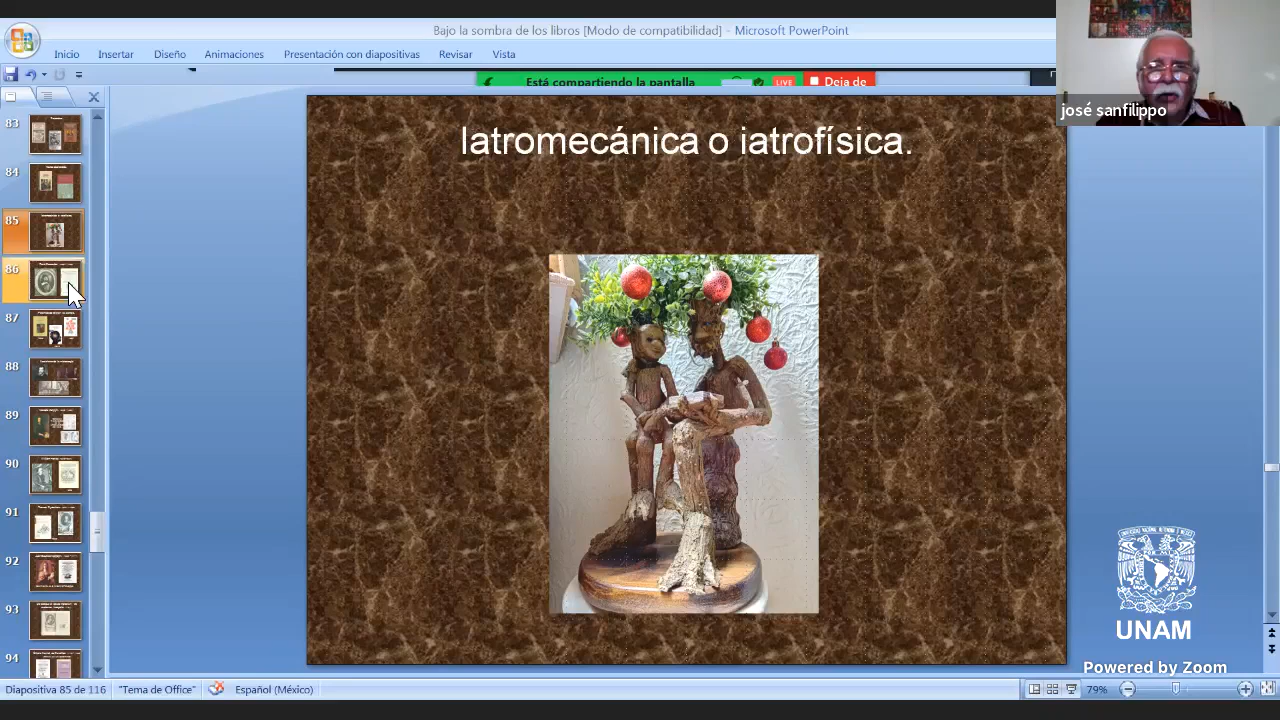 Bajo la sombra de los libros [Modo de compatibilidad] - Microsoft PowerPoint
Inicio Insertar Diseño Animaciones Presentación con diapositivas Revisar Vista
Está compartiendo la pantalla LIVE Deja de
josé sanfilippo
Iatromecánica o iatrofísica.
83
84
85
86
87
88
89
90
91
92
93
94
UNAM
Powered by Zoom
Diapositiva 85 de 116 "Tema de Office" Español (México) 79%